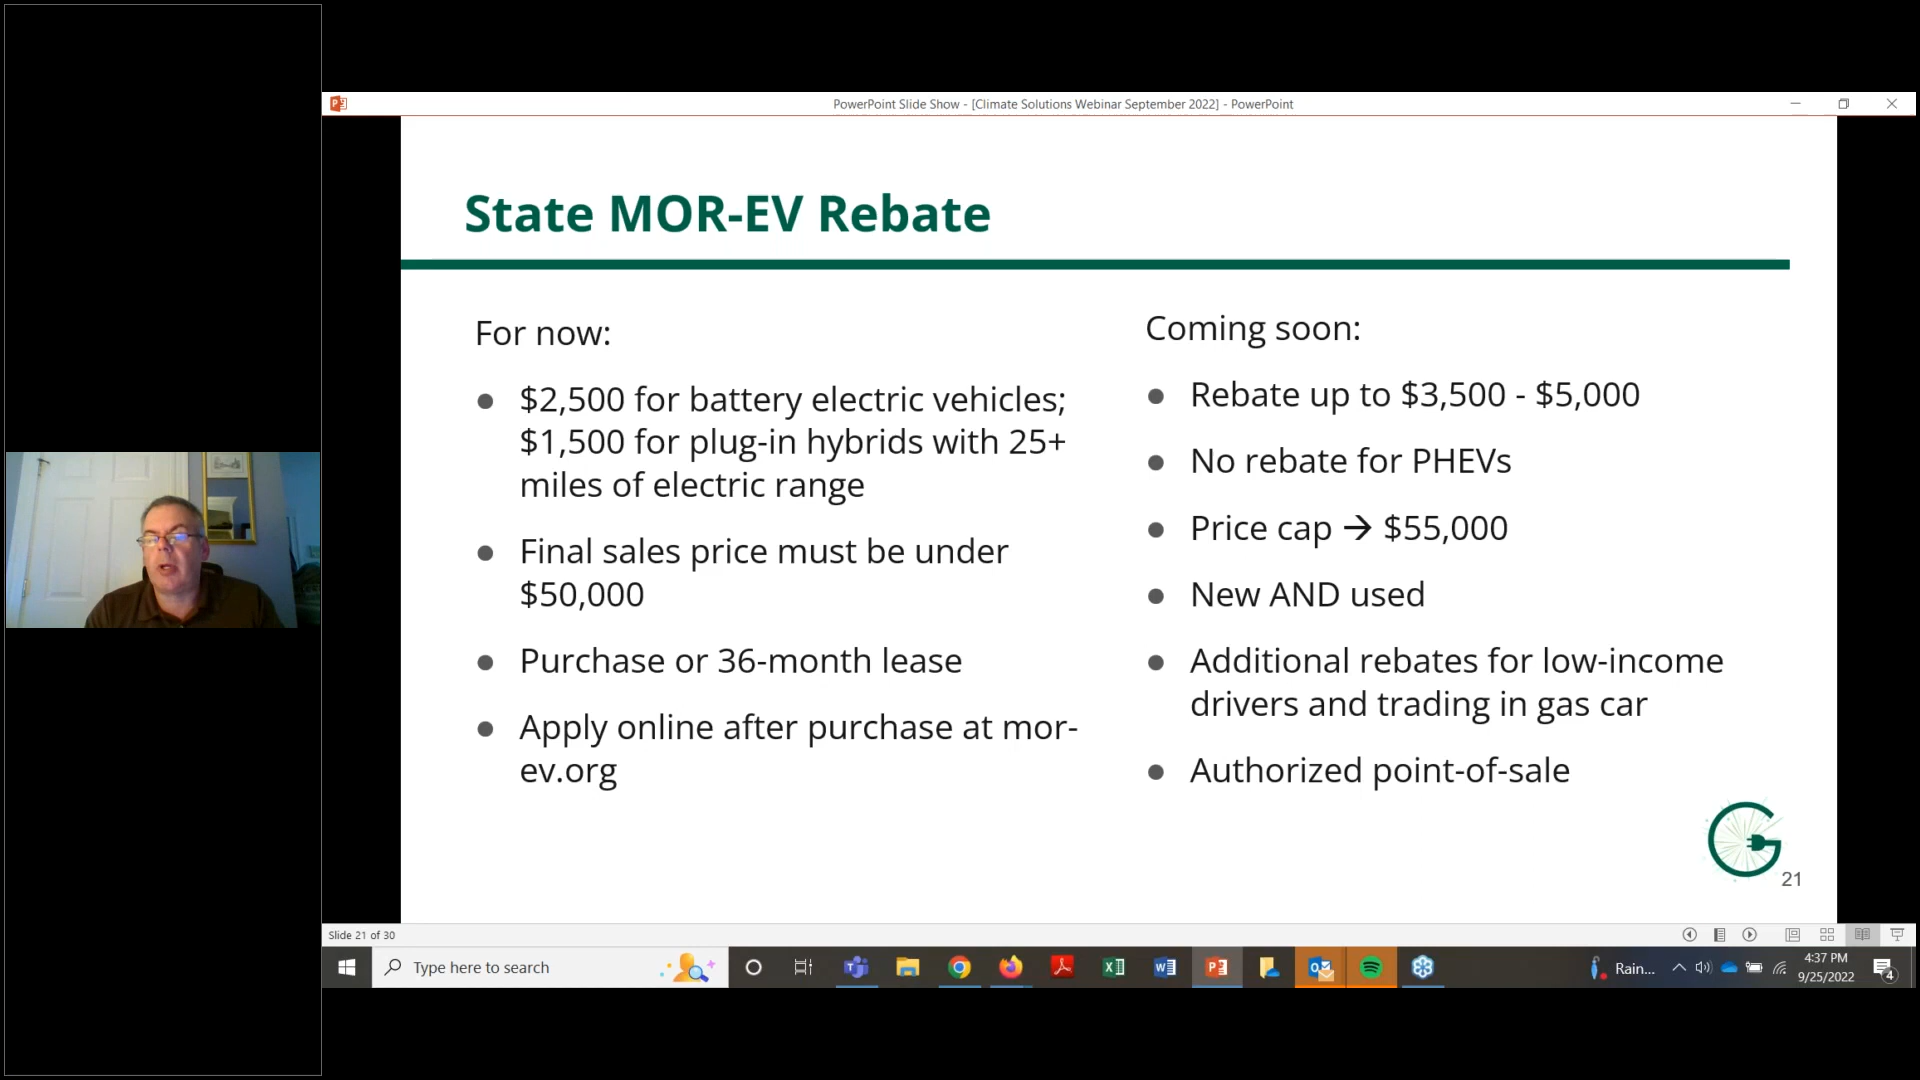 PowerPoint Slide Show - [Climate Solutions Webinar September 2022] - PowerPoint
State MOR-EV Rebate
For now:
● $2,500 for battery electric vehicles;
$1,500 for plug-in hybrids with 25+
miles of electric range
● Final sales price must be under
$50,000
● Purchase or 36-month lease
● Apply online after purchase at mor-
ev.org
Coming soon:
● Rebate up to $3,500 - $5,000
● No rebate for PHEVs
● Price cap → $55,000
● New AND used
● Additional rebates for low-income
drivers and trading in gas car
● Authorized point-of-sale
21
Slide 21 of 30
Type here to search
Rain...
4:37 PM
9/25/2022
4